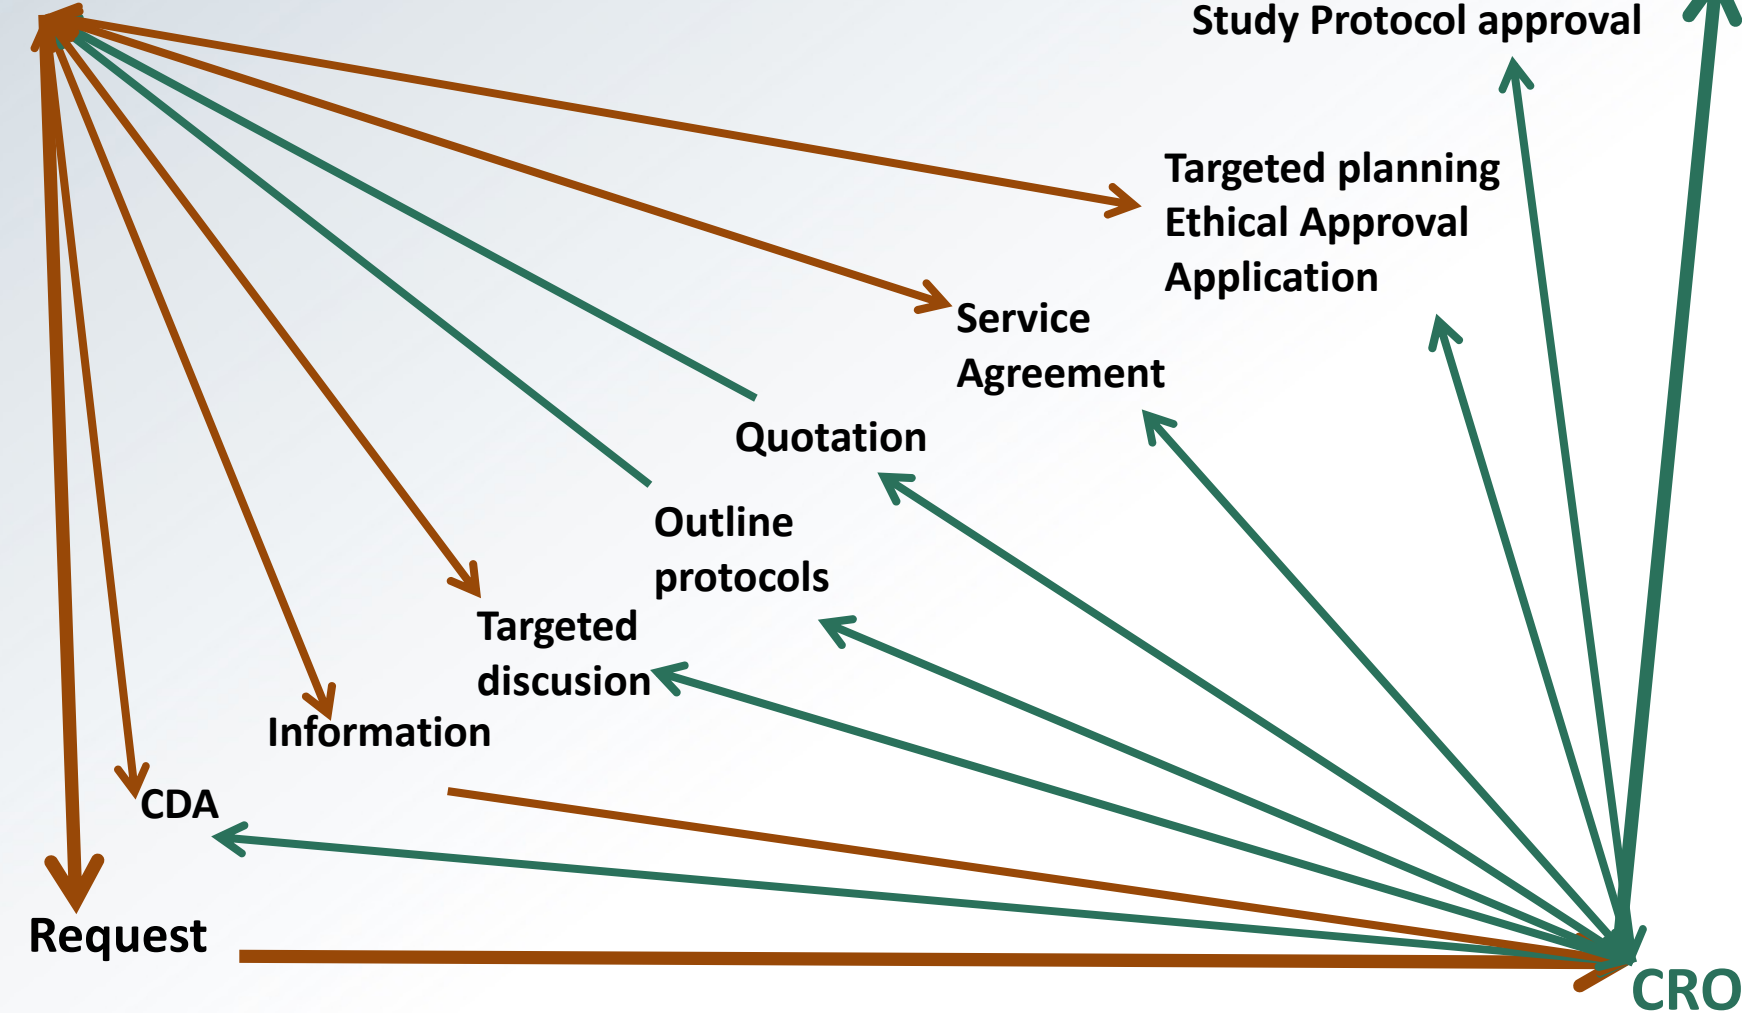 Study Protocol approval
Targeted planning
Ethical Approval
Application
Service
Agreement
Quotation
Outline
protocols
Targeted
discusion
Information
CDA
Request
CRO